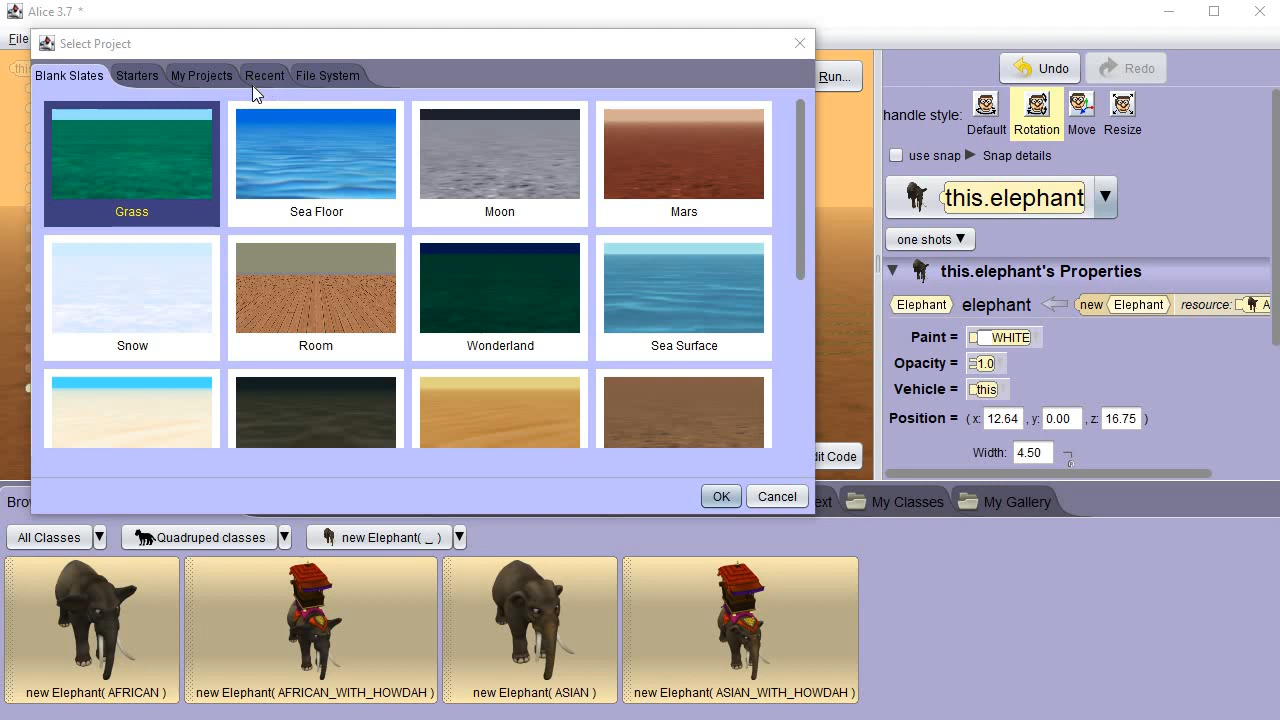 Alice 3.7 *
File
Select Project
Blank Slates
Starters
My Projects
Recent
File System
Grass
Sea Floor
Moon
Mars
Snow
Room
Wonderland
Sea Surface
OK
Cancel
Run...
dit Code
Undo
Redo
handle style:
Default
Rotation
Move
Resize
use snap
Snap details
this.elephant
one shots
this.elephant's Properties
Elephant elephant new Elephant resource: A
Paint = WHITE
Opacity = 1.0
Vehicle = this
Position = ( x: 12.64 , y: 0.00 , z: 16.75 )
Width: 4.50
Brov
ext
My Classes
My Gallery
All Classes
Quadruped classes
new Elephant( _ )
new Elephant( AFRICAN )
new Elephant( AFRICAN_WITH_HOWDAH )
new Elephant( ASIAN )
new Elephant( ASIAN_WITH_HOWDAH )